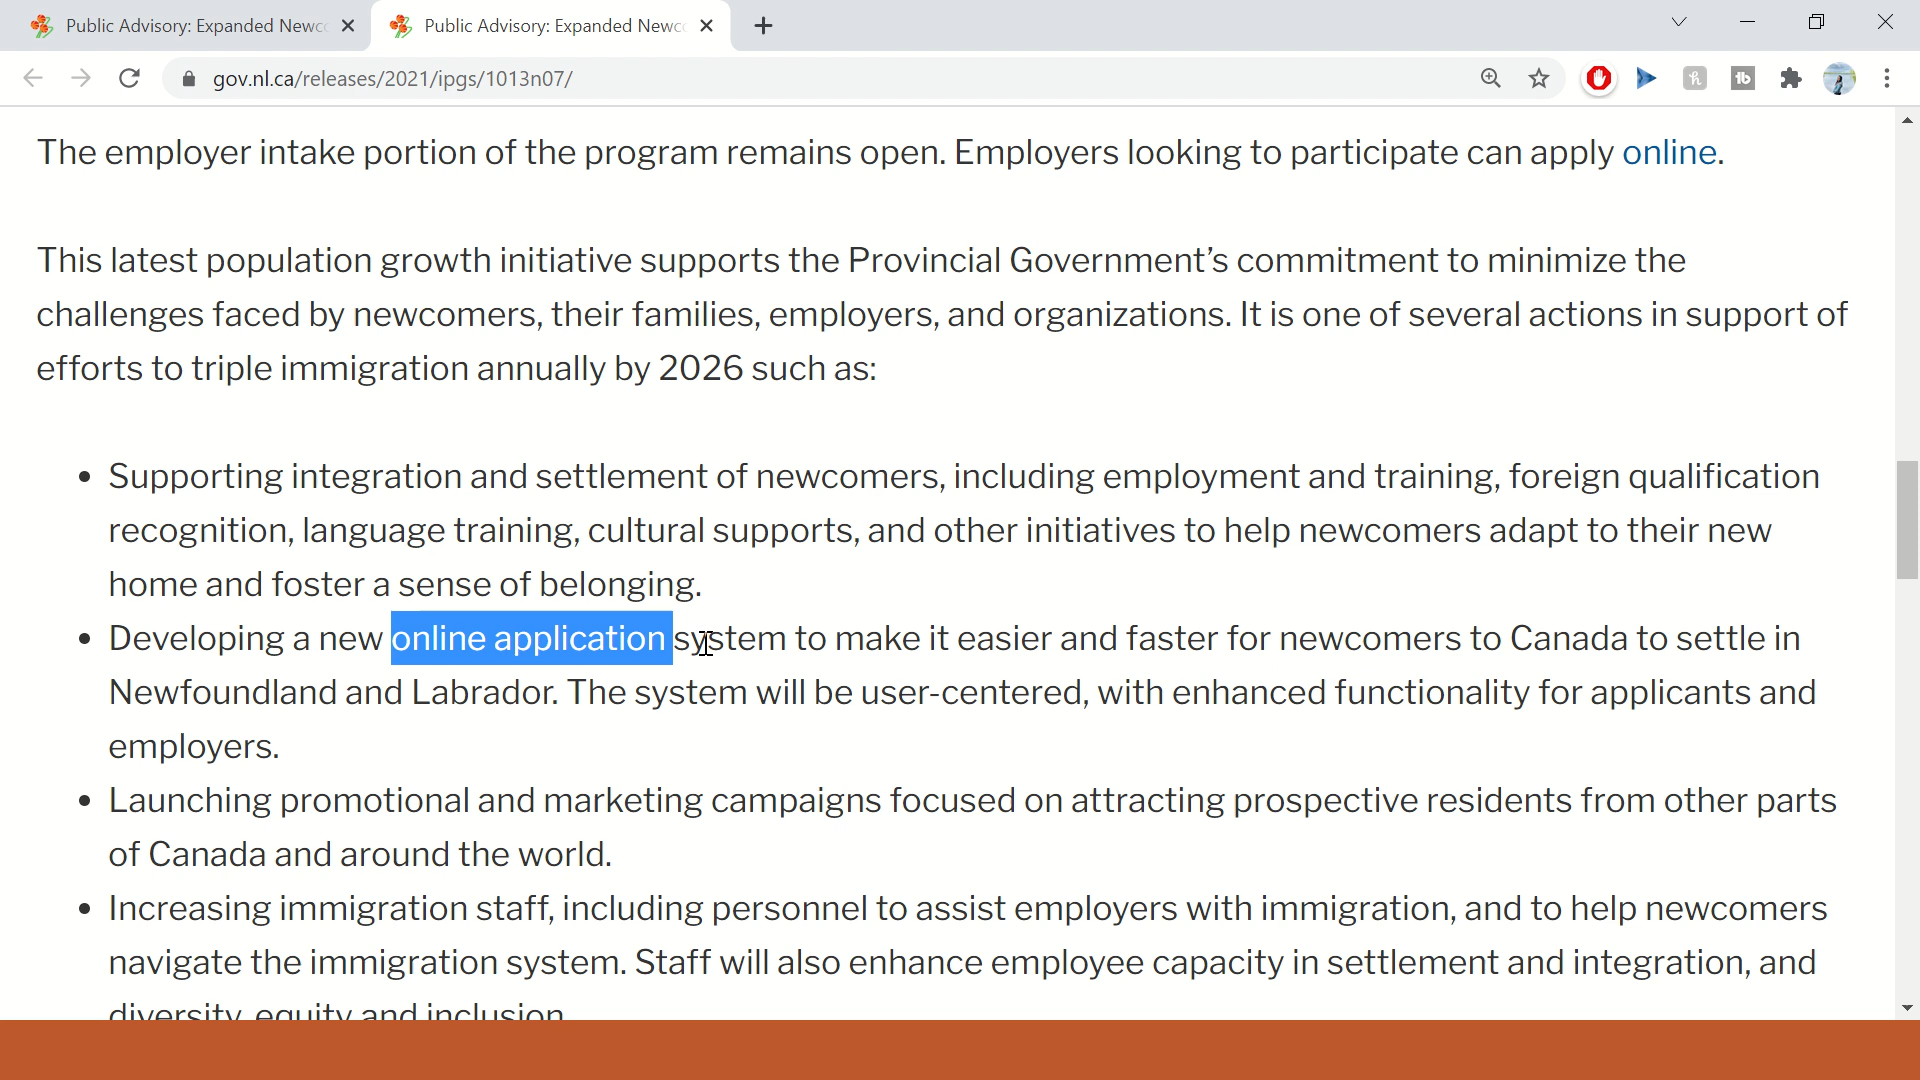 Public Advisory: Expanded Newc
Public Advisory: Expanded Newc
gov.nl.ca/releases/2021/ipgs/1013n07/
The employer intake portion of the program remains open. Employers looking to participate can apply online.
This latest population growth initiative supports the Provincial Government’s commitment to minimize the
challenges faced by newcomers, their families, employers, and organizations. It is one of several actions in support of
efforts to triple immigration annually by 2026 such as:
• Supporting integration and settlement of newcomers, including employment and training, foreign qualification
recognition, language training, cultural supports, and other initiatives to help newcomers adapt to their new
home and foster a sense of belonging.
• Developing a new online application system to make it easier and faster for newcomers to Canada to settle in
Newfoundland and Labrador. The system will be user-centered, with enhanced functionality for applicants and
employers.
• Launching promotional and marketing campaigns focused on attracting prospective residents from other parts
of Canada and around the world.
• Increasing immigration staff, including personnel to assist employers with immigration, and to help newcomers
navigate the immigration system. Staff will also enhance employee capacity in settlement and integration, and
diversity, equity and inclusion.